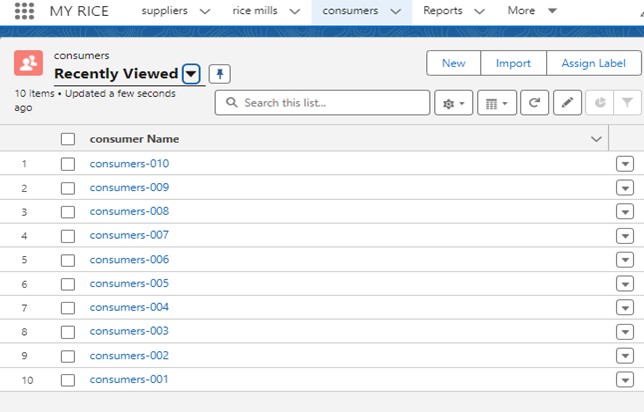 MY RICE suppliers rice mills consumers Reports More
consumers
Recently Viewed
New Import Assign Label
10 items • Updated a few seconds
ago
Search this list...
consumer Name
1 consumers-010
2 consumers-009
3 consumers-008
4 consumers-007
5 consumers-006
6 consumers-005
7 consumers-004
8 consumers-003
9 consumers-002
10 consumers-001